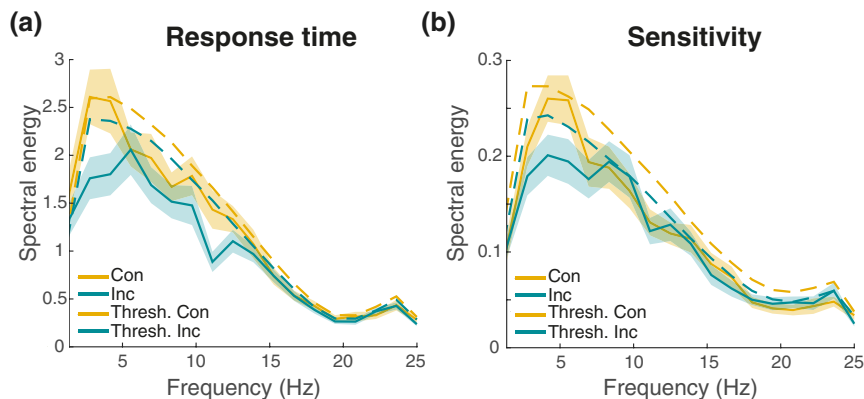 (a)
Response time
Spectral energy
3
2.5
2
1.5
1
0.5
0
Con
Inc
Thresh. Con
Thresh. Inc
5 10 15 20 25
Frequency (Hz)
(b)
Sensitivity
Spectral energy
0.3
0.2
0.1
0
Con
Inc
Thresh. Con
Thresh. Inc
5 10 15 20 25
Frequency (Hz)